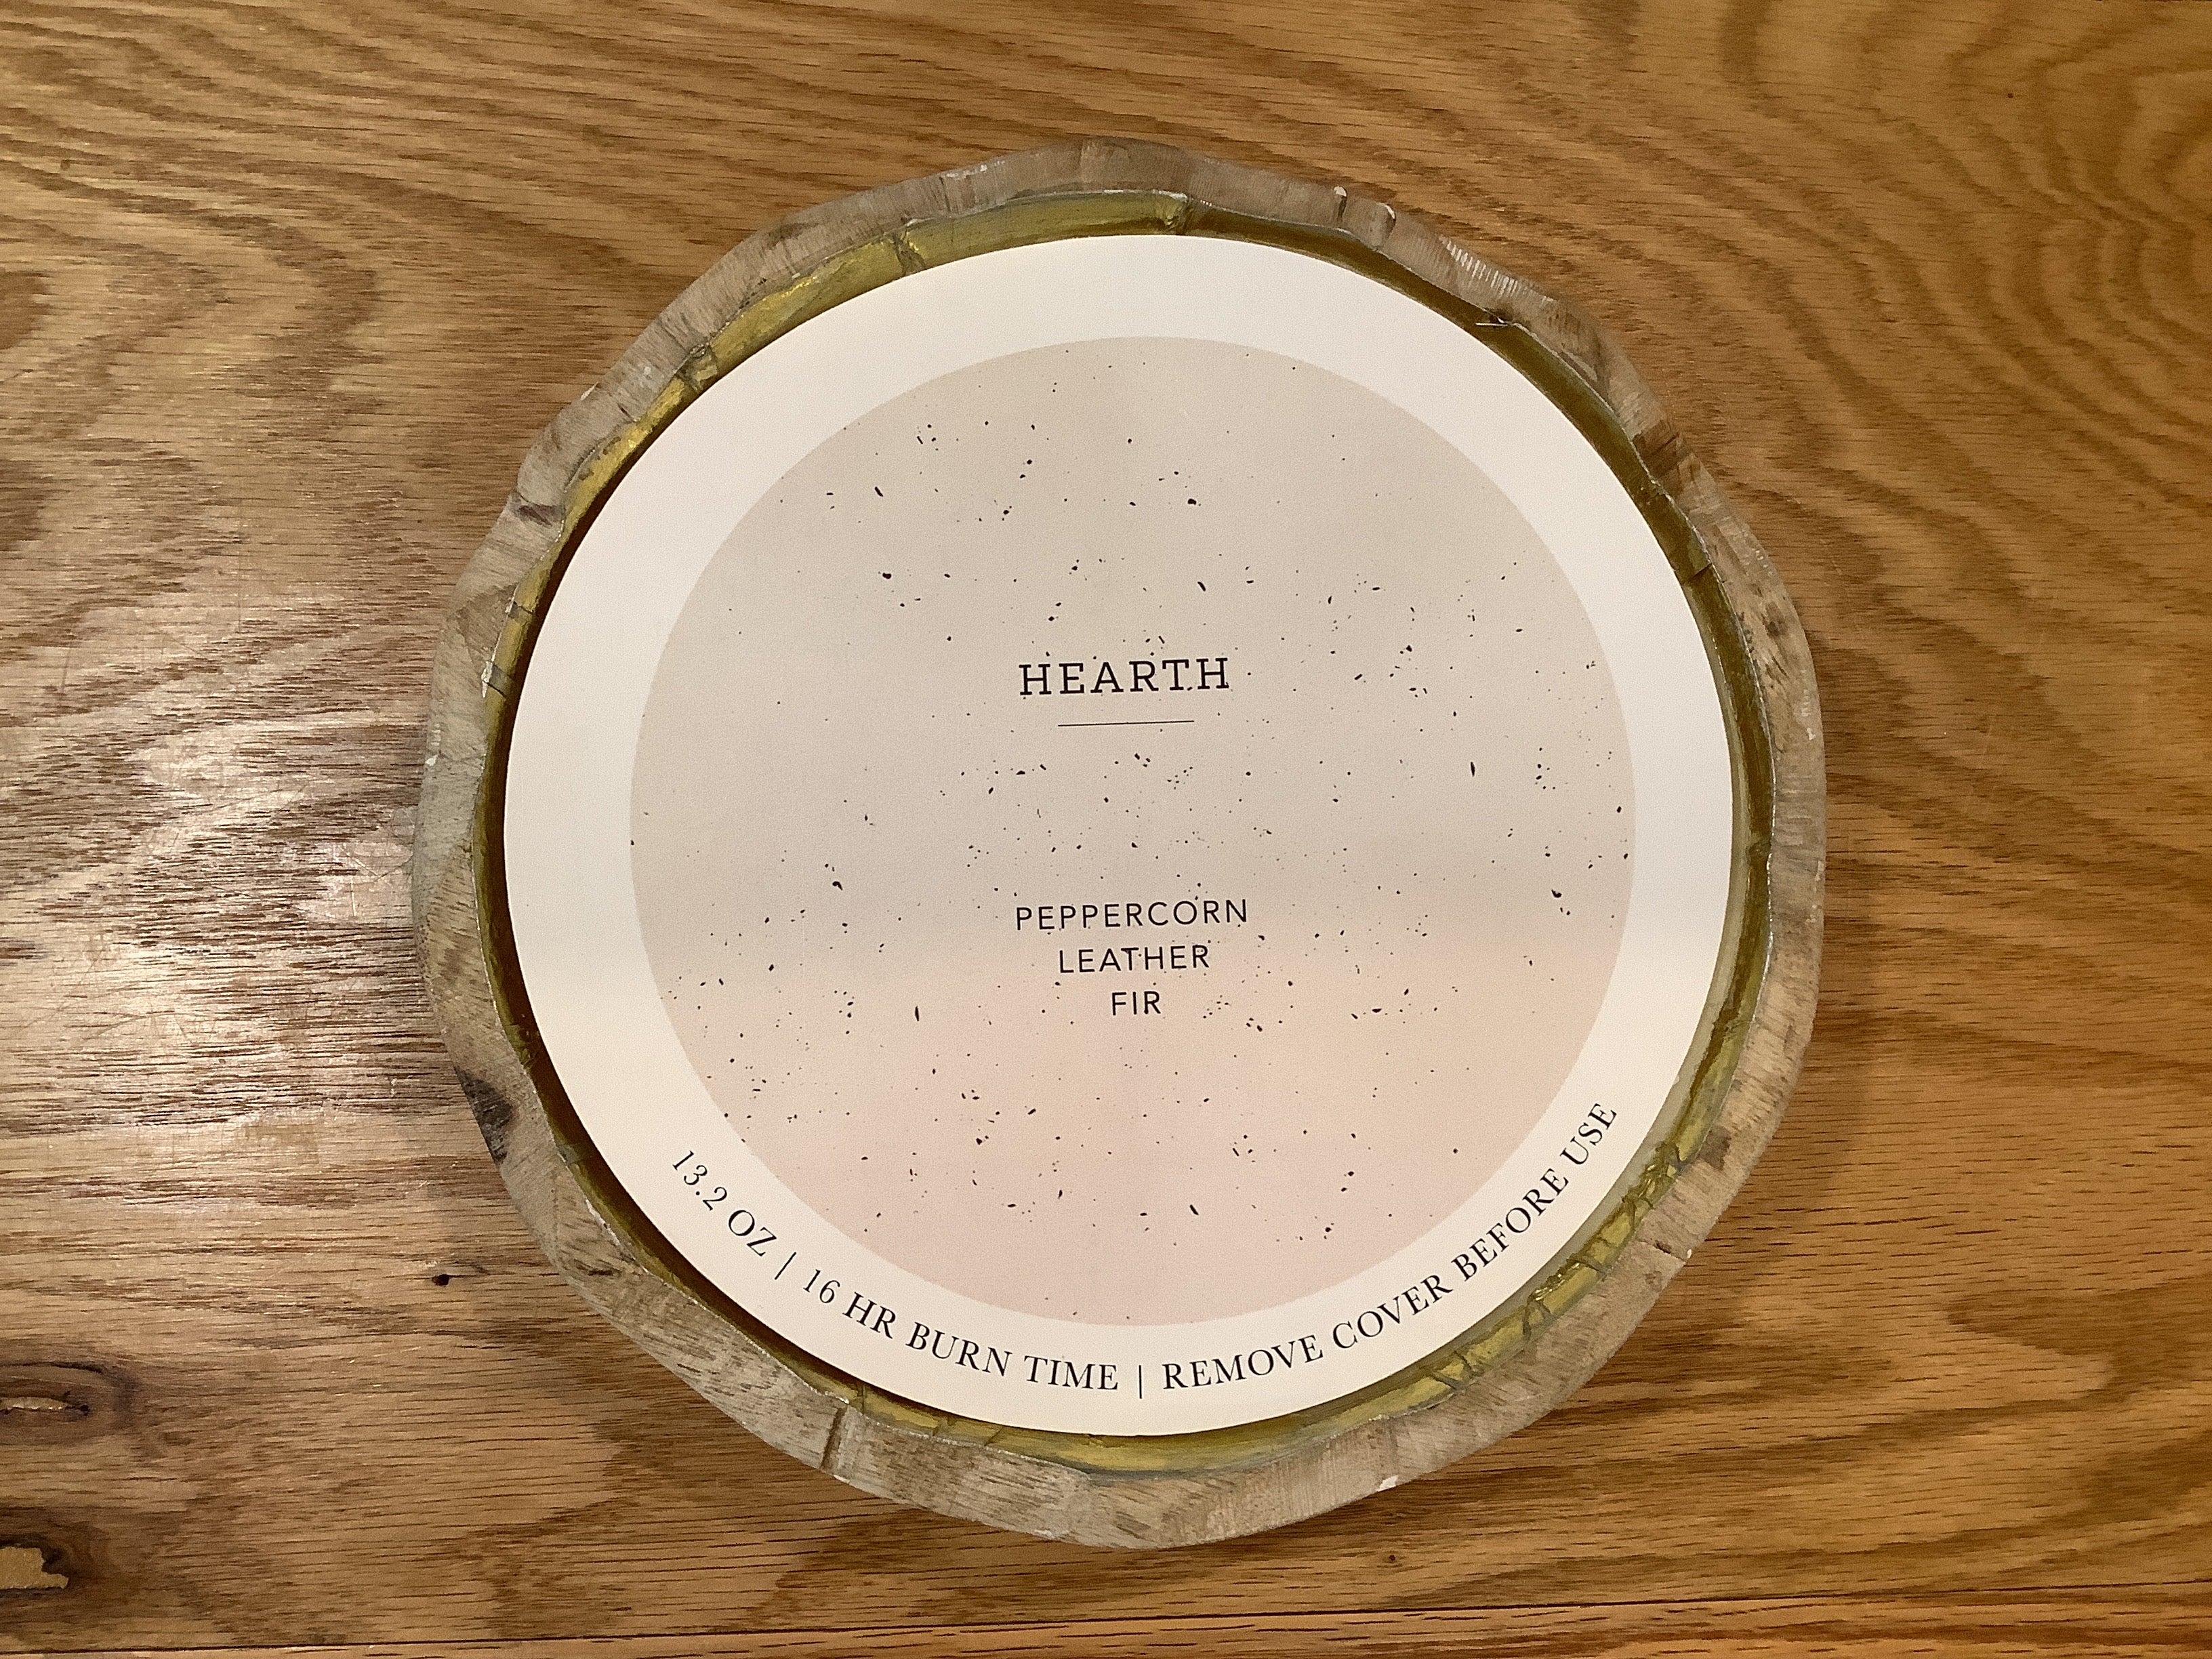 HEARTH
PEPPERCORN
LEATHER
FIR
13.2 OZ | 16 HR BURN TIME | REMOVE COVER BEFORE USE